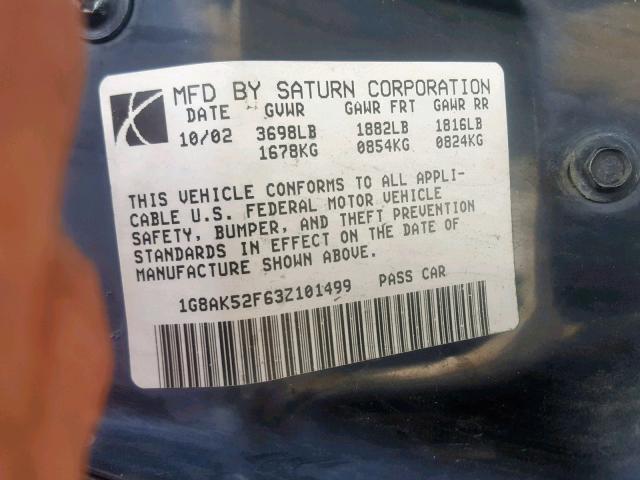 MFD BY SATURN CORPORATION
DATE GVWR GAWR FRT GAWR RR
10/02 3698LB 1882LB 1816LB
1678KG 0854KG 0824KG
THIS VEHICLE CONFORMS TO ALL APPLI-
CABLE U.S. FEDERAL MOTOR VEHICLE
SAFETY, BUMPER, AND THEFT PREVENTION
STANDARDS IN EFFECT ON THE DATE OF
MANUFACTURE SHOWN ABOVE.
1G8AK52F63Z101499 PASS CAR